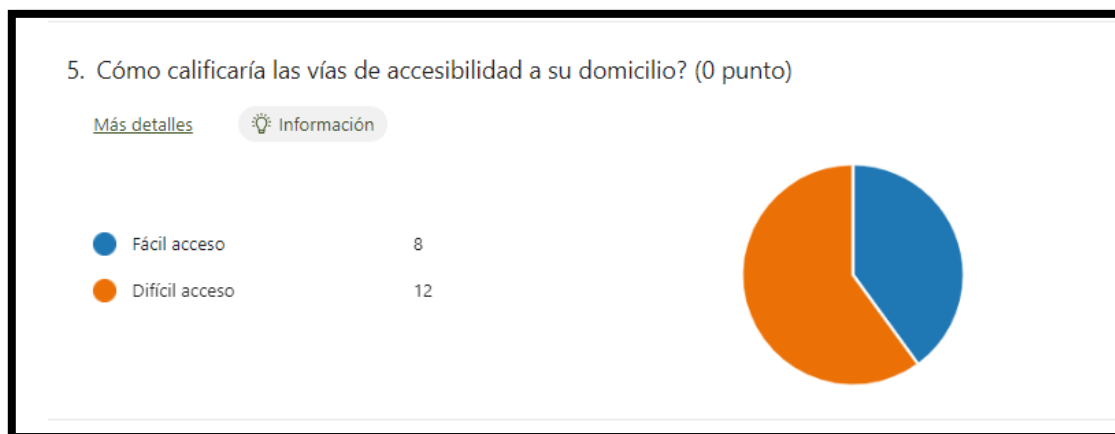 5. Cómo calificaría las vías de accesibilidad a su domicilio? (0 punto)
Más detalles Información
Fácil acceso 8
Difícil acceso 12